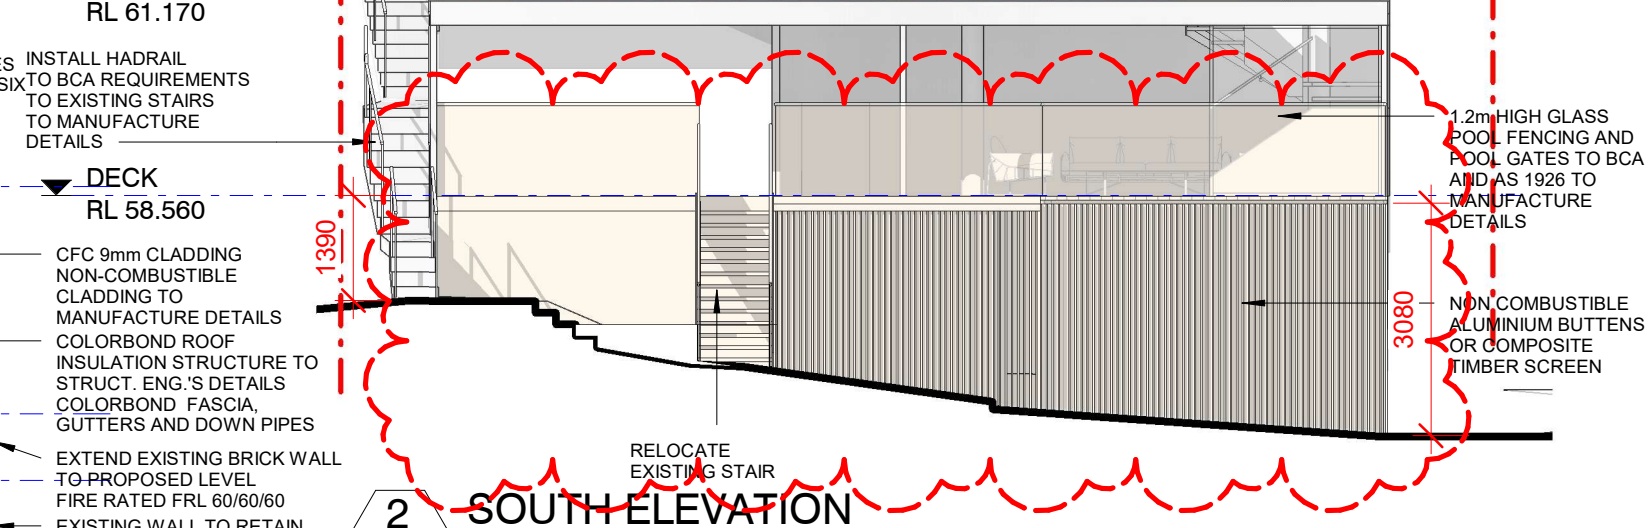 RL 61.170
ES
SIX
INSTALL HADRAIL
TO BCA REQUIREMENTS
TO EXISTING STAIRS
TO MANUFACTURE
DETAILS
DECK
RL 58.560
1390
CFC 9mm CLADDING
NON-COMBUSTIBLE
CLADDING TO
MANUFACTURE DETAILS
COLORBOND ROOF
INSULATION STRUCTURE TO
STRUCT. ENG.'S DETAILS
COLORBOND FASCIA,
GUTTERS AND DOWN PIPES
EXTEND EXISTING BRICK WALL
TO PROPOSED LEVEL
FIRE RATED FRL 60/60/60
EXISTING WALL TO RETAIN
1.2m HIGH GLASS
POOL FENCING AND
POOL GATES TO BCA
AND AS 1926 TO
MANUFACTURE
DETAILS
3080
NON COMBUSTIBLE
ALUMINIUM BUTTENS
OR COMPOSITE
TIMBER SCREEN
RELOCATE
EXISTING STAIR
2 SOUTH ELEVATION